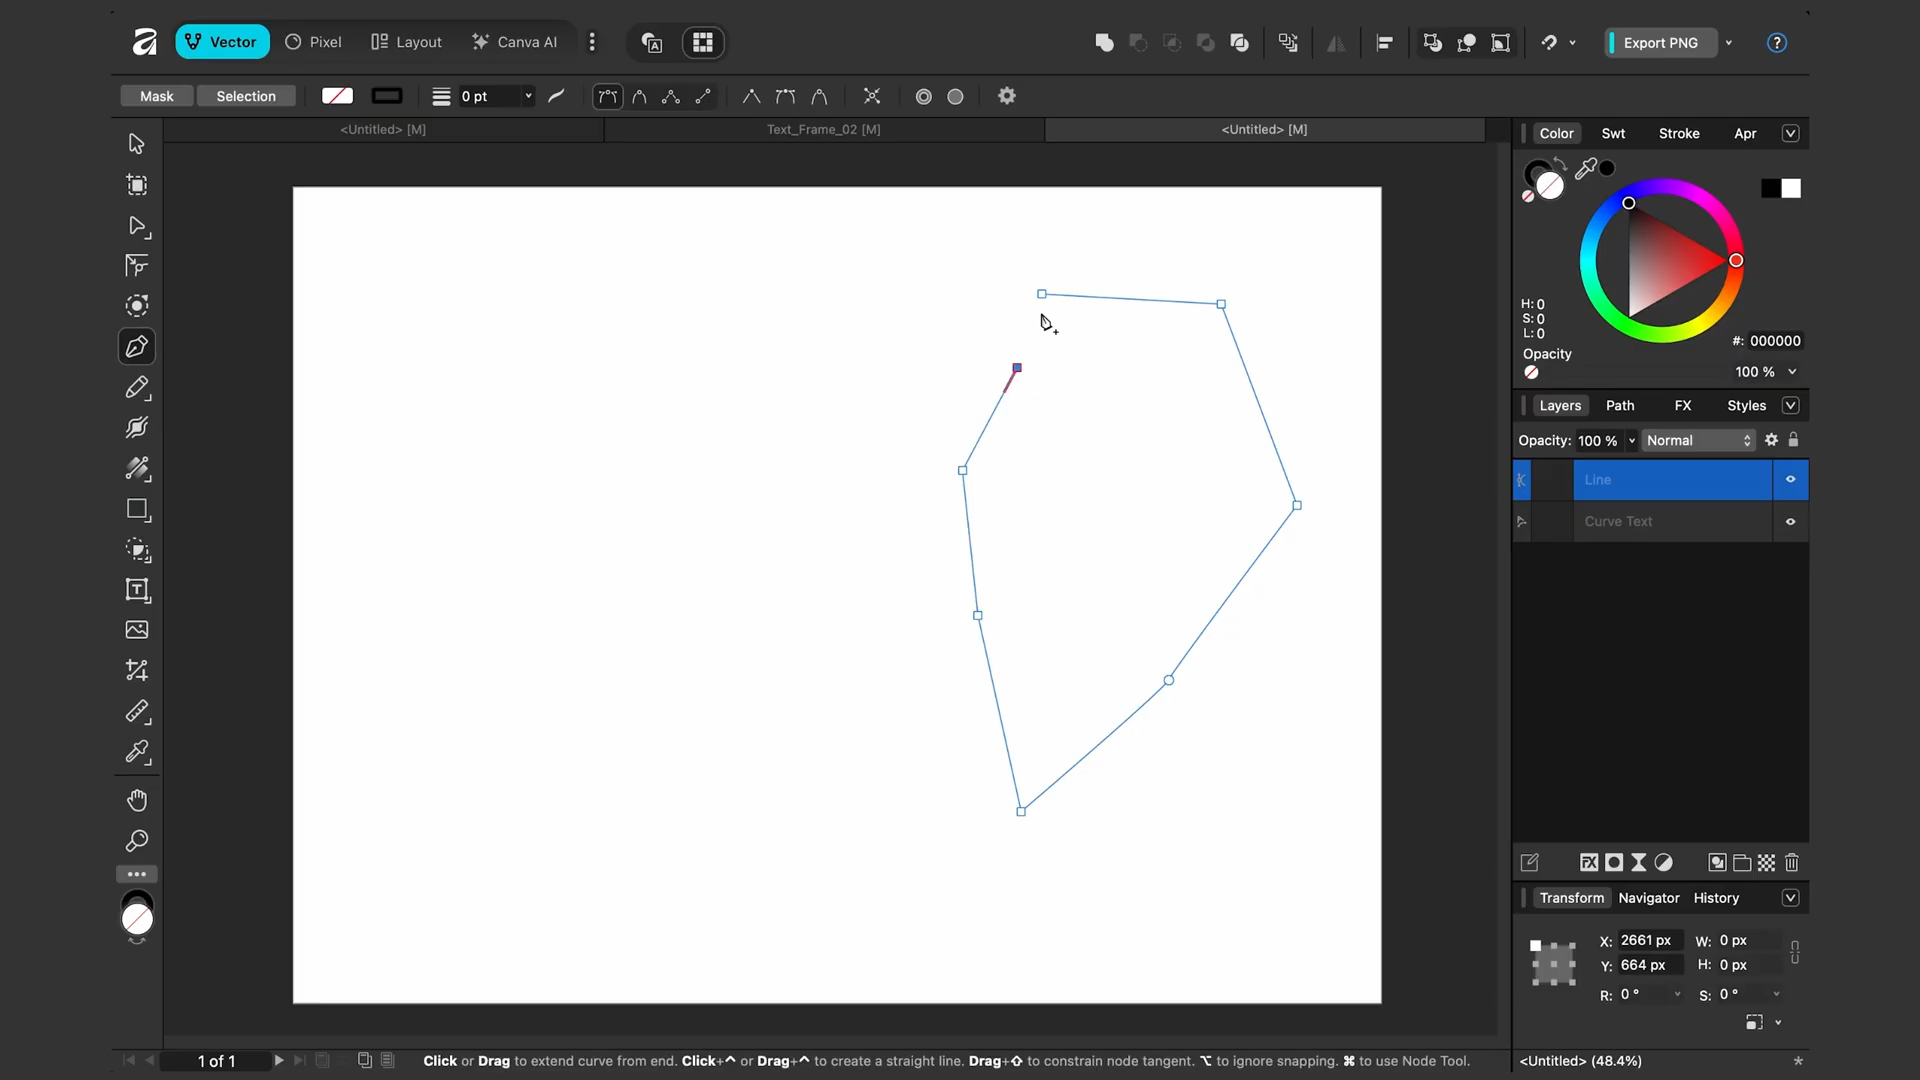 Vector Pixel Layout Canva AI Export PNG ?
Mask Selection 0 pt
<Untitled> [M] Text_Frame_02 [M] <Untitled> [M]
Color Swt Stroke Apr
H: 0
S: 0
L: 0
#: 000000
Opacity
100 %
Layers Path FX Styles
Opacity: 100 % Normal
Line
Curve Text
FX
Transform Navigator History
X: 2661 px W: 0 px
Y: 664 px H: 0 px
R: 0 ° S: 0 °
1 of 1 Click or Drag to extend curve from end. Click+⌃ or Drag+⌃ to create a straight line. Drag+⇧ to constrain node tangent. ⌥ to ignore snapping. ⌘ to use Node Tool. <Untitled> (48.4%) *